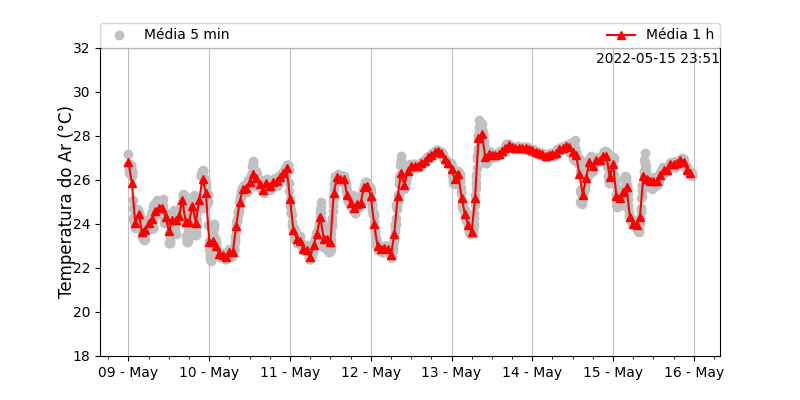 Média 5 min
Média 1 h
2022-05-15 23:51
Temperatura do Ar (°C)
32
30
28
26
24
22
20
18
09 - May
10 - May
11 - May
12 - May
13 - May
14 - May
15 - May
16 - May